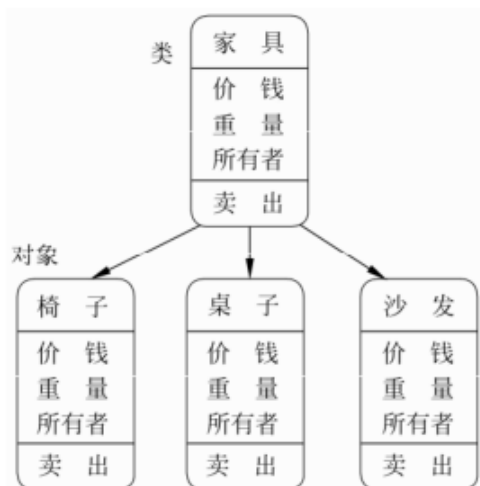 类
家 具
价 钱
重 量
所有者
卖 出
对象
椅 子
价 钱
重 量
所有者
卖 出
桌 子
价 钱
重 量
所有者
卖 出
沙 发
价 钱
重 量
所有者
卖 出